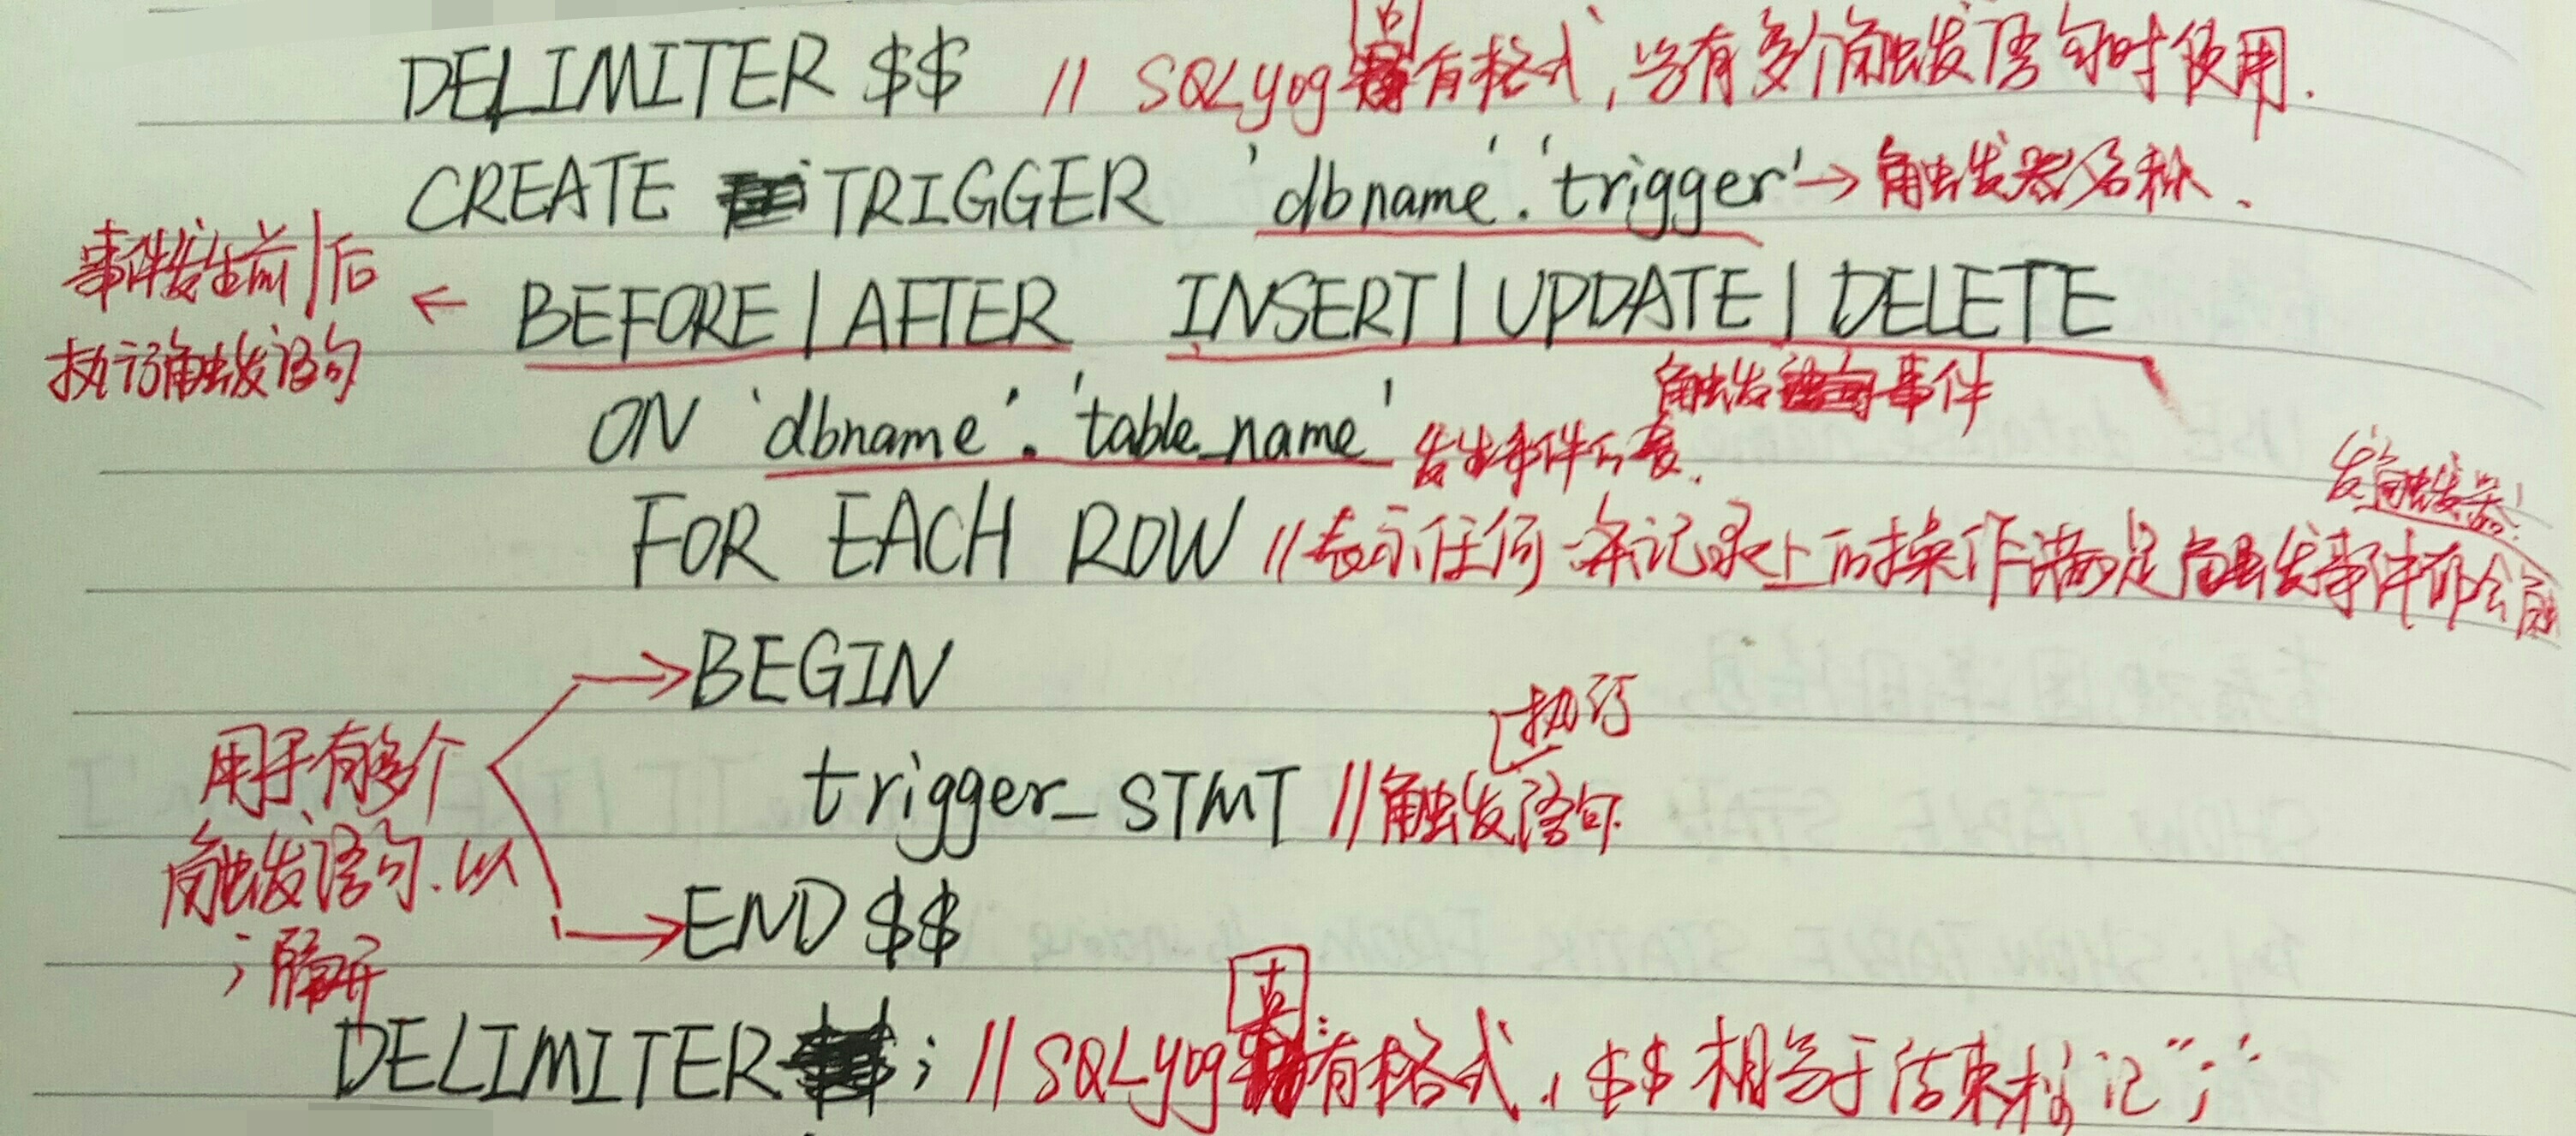 DELIMITER $$ // SQLyog 有格式，当有多个触发语句时使用.
CREATE TRIGGER 'dbname'.'trigger' → 触发器名称.
事件发生前|后
执行触发语句
← BEFORE | AFTER INSERT | UPDATE | DELETE
触发事件
ON 'dbname'.'table_name' 发生事件的表.
FOR EACH ROW //表示任何一条记录上的操作满足触发事件都会
发触发器!
→ BEGIN
用于有多个
触发语句.以
;隔开
执行
trigger_STMT //触发语句.
→ END $$
DELIMITER ; // SQLyog 有格式, $$ 相当于结束标记";"